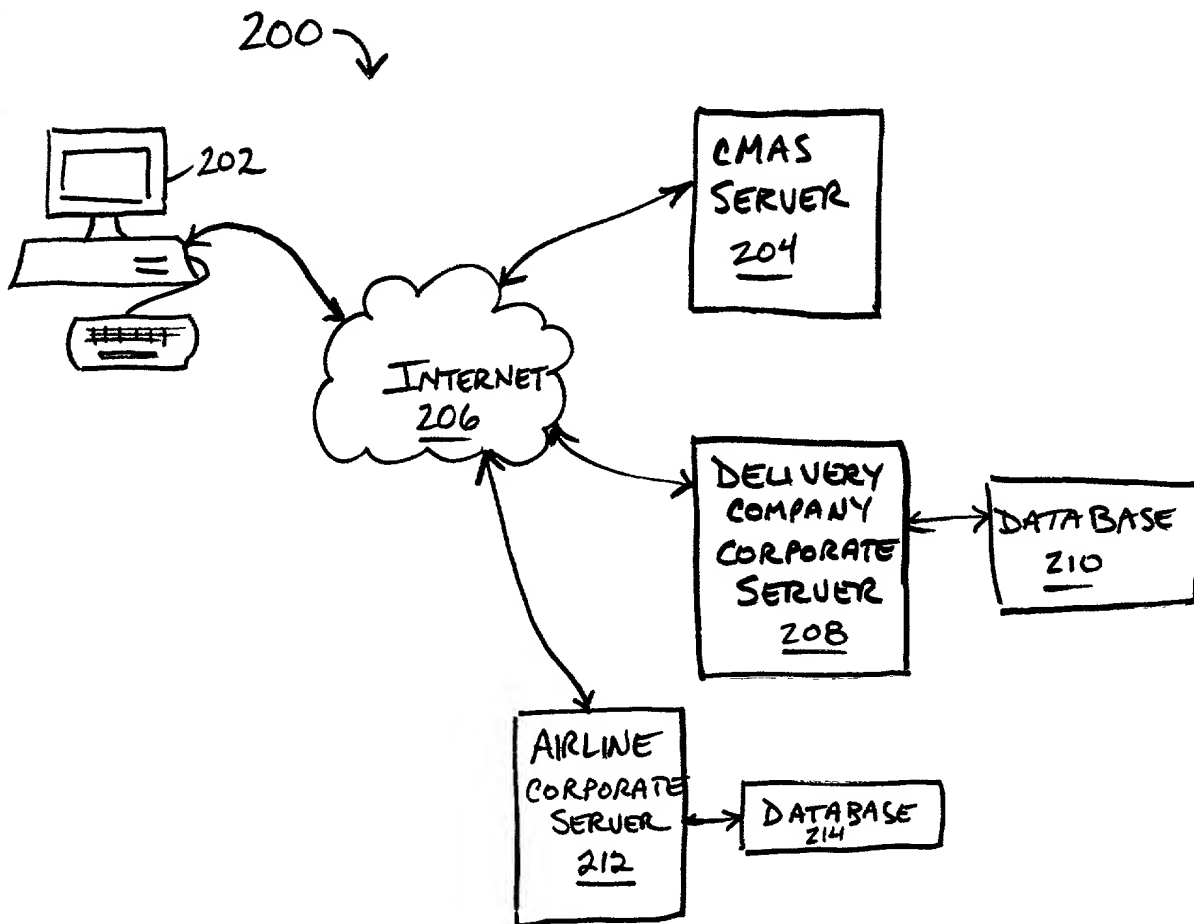 200
202
CMAS
SERVER
204
INTERNET
206
DELIVERY
COMPANY
CORPORATE
SERVER
208
DATABASE
210
AIRLINE
CORPORATE
SERVER
212
DATABASE
214